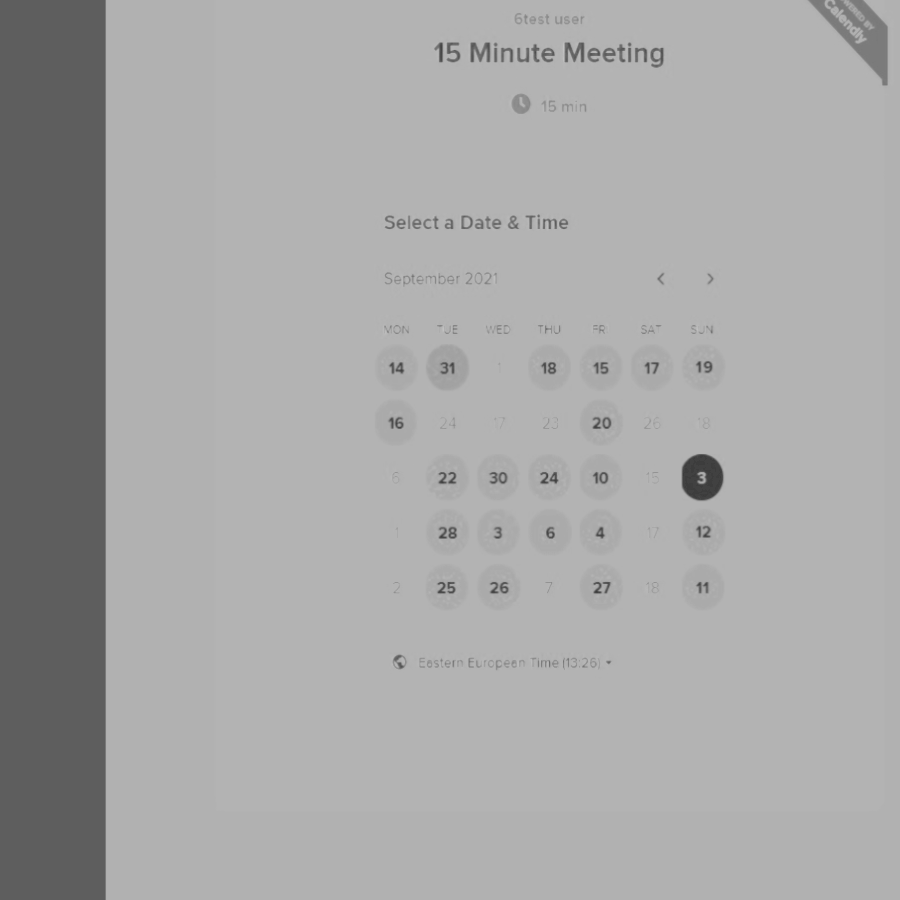 6test user
POWERED BY
Calendly
15 Minute Meeting
15 min
Select a Date & Time
September 2021
MON TUE WED THU FR SAT SUN
14 31 1 18 15 17 19
16 24 17 23 20 26 18
6 22 30 24 10 15 3
1 28 3 6 4 17 12
2 25 26 7 27 18 11
Eastern European Time (13:26)